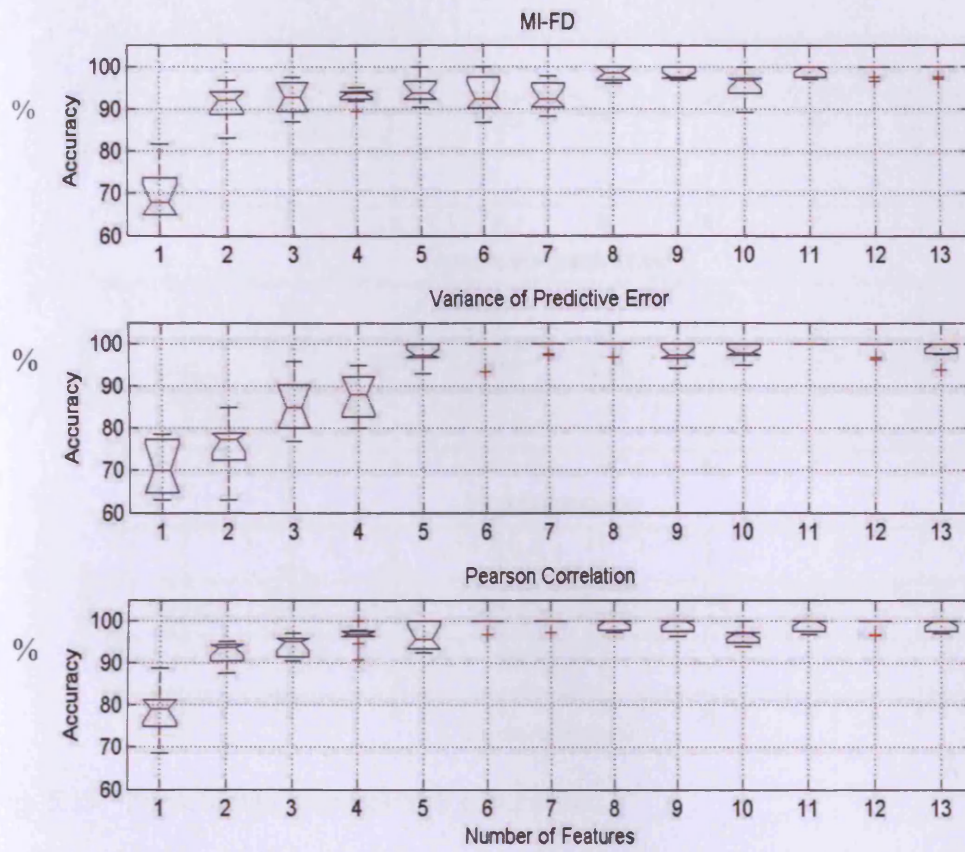 MI-FD
100
90
80
70
60
%
Accuracy
1 2 3 4 5 6 7 8 9 10 11 12 13
Variance of Predictive Error
100
90
80
70
60
%
Accuracy
1 2 3 4 5 6 7 8 9 10 11 12 13
Pearson Correlation
100
90
80
70
60
%
Accuracy
1 2 3 4 5 6 7 8 9 10 11 12 13
Number of Features